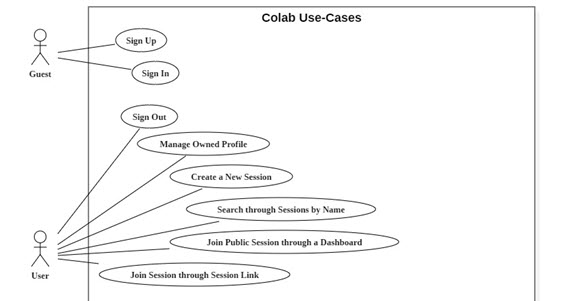 Colab Use-Cases
Sign Up
Sign In
Guest
Sign Out
Manage Owned Profile
Create a New Session
Search through Sessions by Name
Join Public Session through a Dashboard
User
Join Session through Session Link